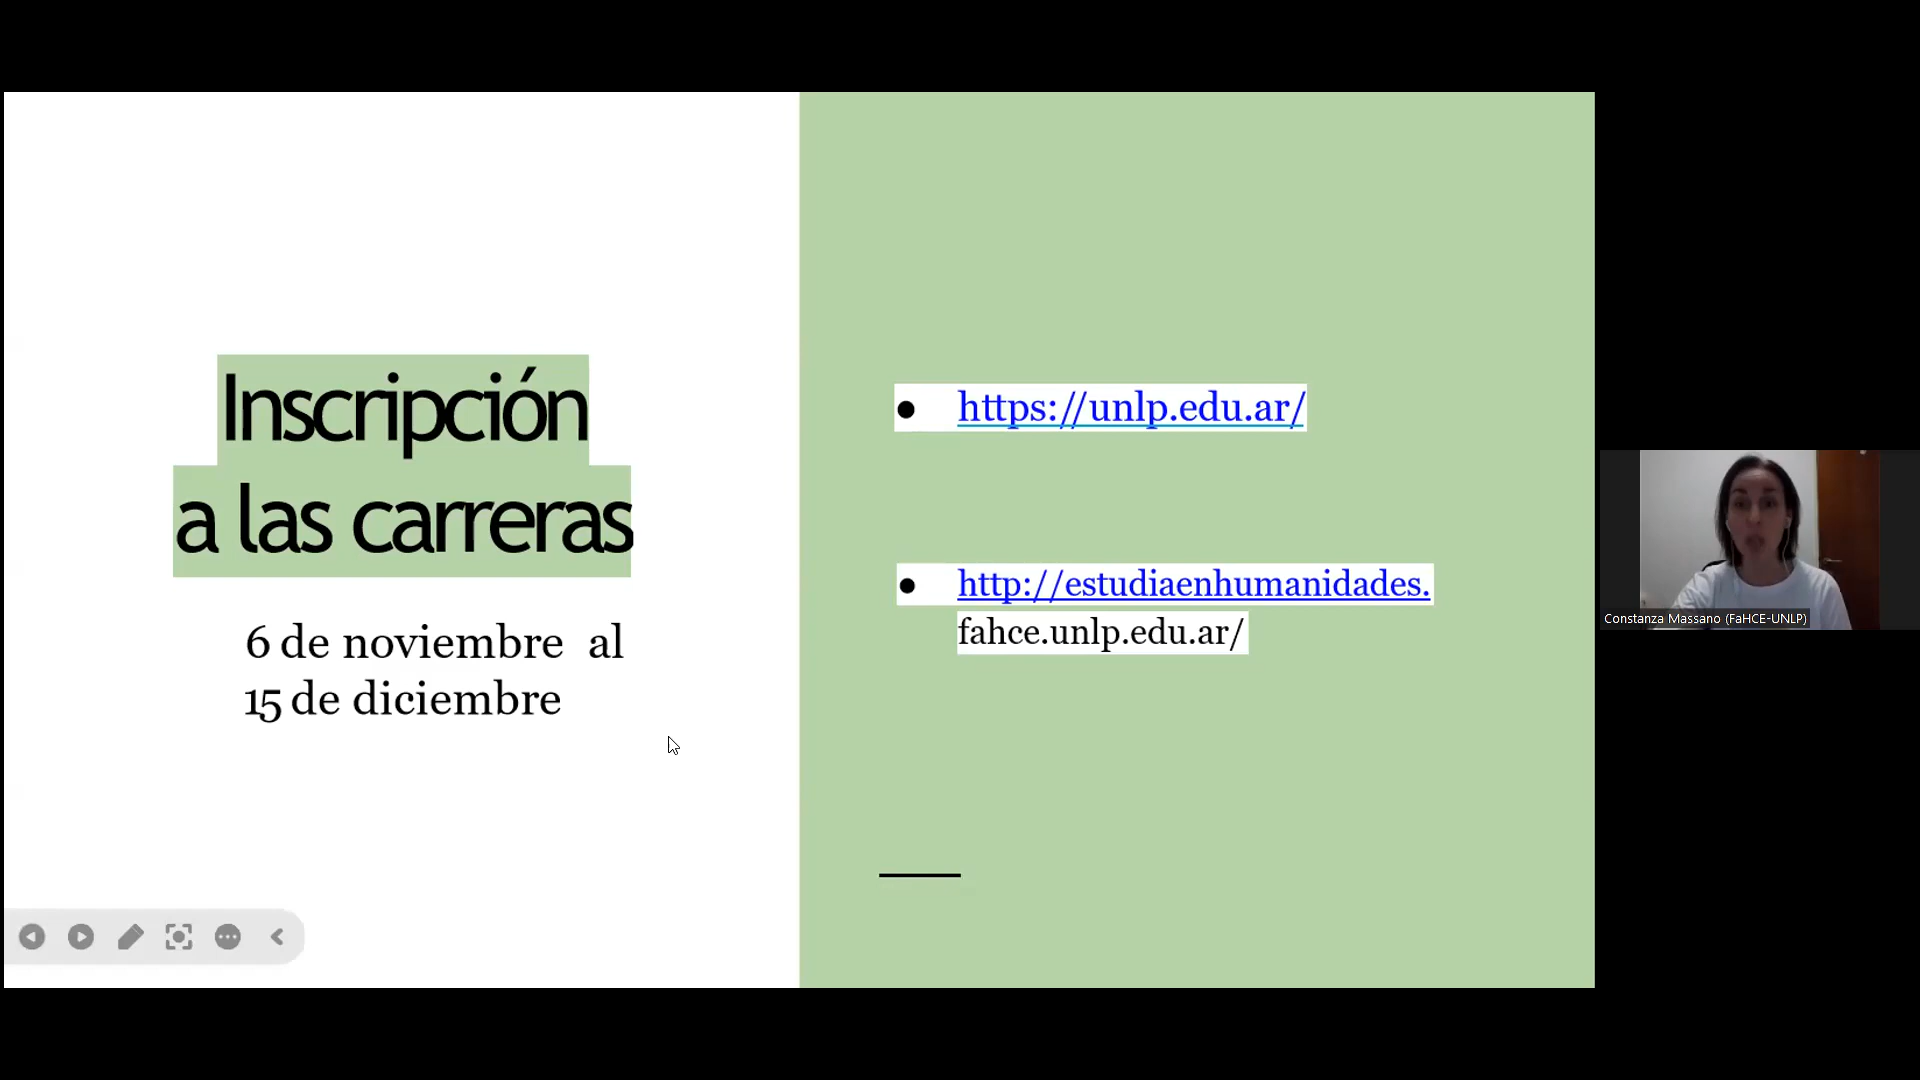 Inscripción
a las carreras
6 de noviembre al
15 de diciembre
● https://unlp.edu.ar/
● http://estudiaenhumanidades.
fahce.unlp.edu.ar/
Constanza Massano (FaHCE-UNLP)